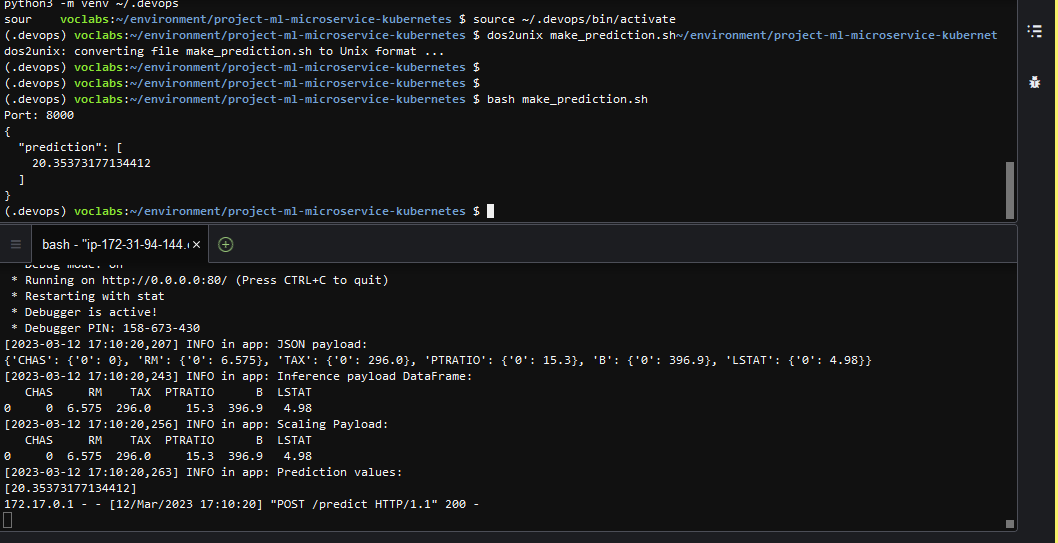 python3 -m venv ~/.devops
sour    voclabs:~/environment/project-ml-microservice-kubernetes $ source ~/.devops/bin/activate
(.devops) voclabs:~/environment/project-ml-microservice-kubernetes $ dos2unix make_prediction.sh~/environment/project-ml-microservice-kubernet
dos2unix: converting file make_prediction.sh to Unix format ...
(.devops) voclabs:~/environment/project-ml-microservice-kubernetes $
(.devops) voclabs:~/environment/project-ml-microservice-kubernetes $
(.devops) voclabs:~/environment/project-ml-microservice-kubernetes $ bash make_prediction.sh
Port: 8000
{
  "prediction": [
    20.35373177134412
  ]
}
(.devops) voclabs:~/environment/project-ml-microservice-kubernetes $
bash - "ip-172-31-94-144.
* Debug mode: on
* Running on http://0.0.0.0:80/ (Press CTRL+C to quit)
* Restarting with stat
* Debugger is active!
* Debugger PIN: 158-673-430
[2023-03-12 17:10:20,207] INFO in app: JSON payload:
{'CHAS': {'0': 0}, 'RM': {'0': 6.575}, 'TAX': {'0': 296.0}, 'PTRATIO': {'0': 15.3}, 'B': {'0': 396.9}, 'LSTAT': {'0': 4.98}}
[2023-03-12 17:10:20,243] INFO in app: Inference payload DataFrame:
   CHAS     RM    TAX  PTRATIO      B  LSTAT
0     0  6.575  296.0     15.3  396.9   4.98
[2023-03-12 17:10:20,256] INFO in app: Scaling Payload:
   CHAS     RM    TAX  PTRATIO      B  LSTAT
0     0  6.575  296.0     15.3  396.9   4.98
[2023-03-12 17:10:20,263] INFO in app: Prediction values:
[20.35373177134412]
172.17.0.1 - - [12/Mar/2023 17:10:20] "POST /predict HTTP/1.1" 200 -